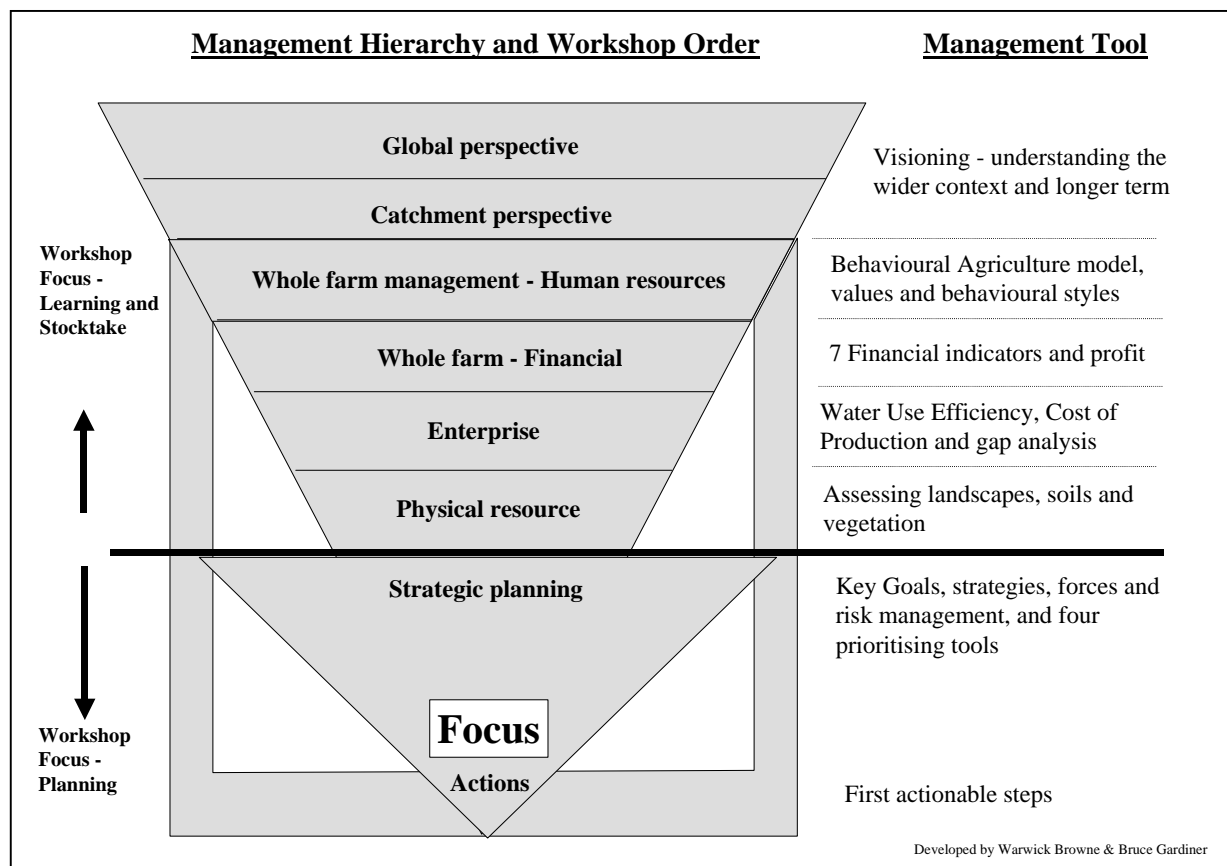 Management Hierarchy and Workshop Order
Management Tool
Global perspective
Visioning - understanding the
wider context and longer term
Catchment perspective
Workshop
Focus -
Learning and
Stocktake
Whole farm management - Human resources
Behavioural Agriculture model,
values and behavioural styles
Whole farm - Financial
7 Financial indicators and profit
Enterprise
Water Use Efficiency, Cost of
Production and gap analysis
Physical resource
Assessing landscapes, soils and
vegetation
Strategic planning
Key Goals, strategies, forces and
risk management, and four
prioritising tools
Workshop
Focus -
Planning
Focus
Actions
First actionable steps
Developed by Warwick Browne & Bruce Gardiner